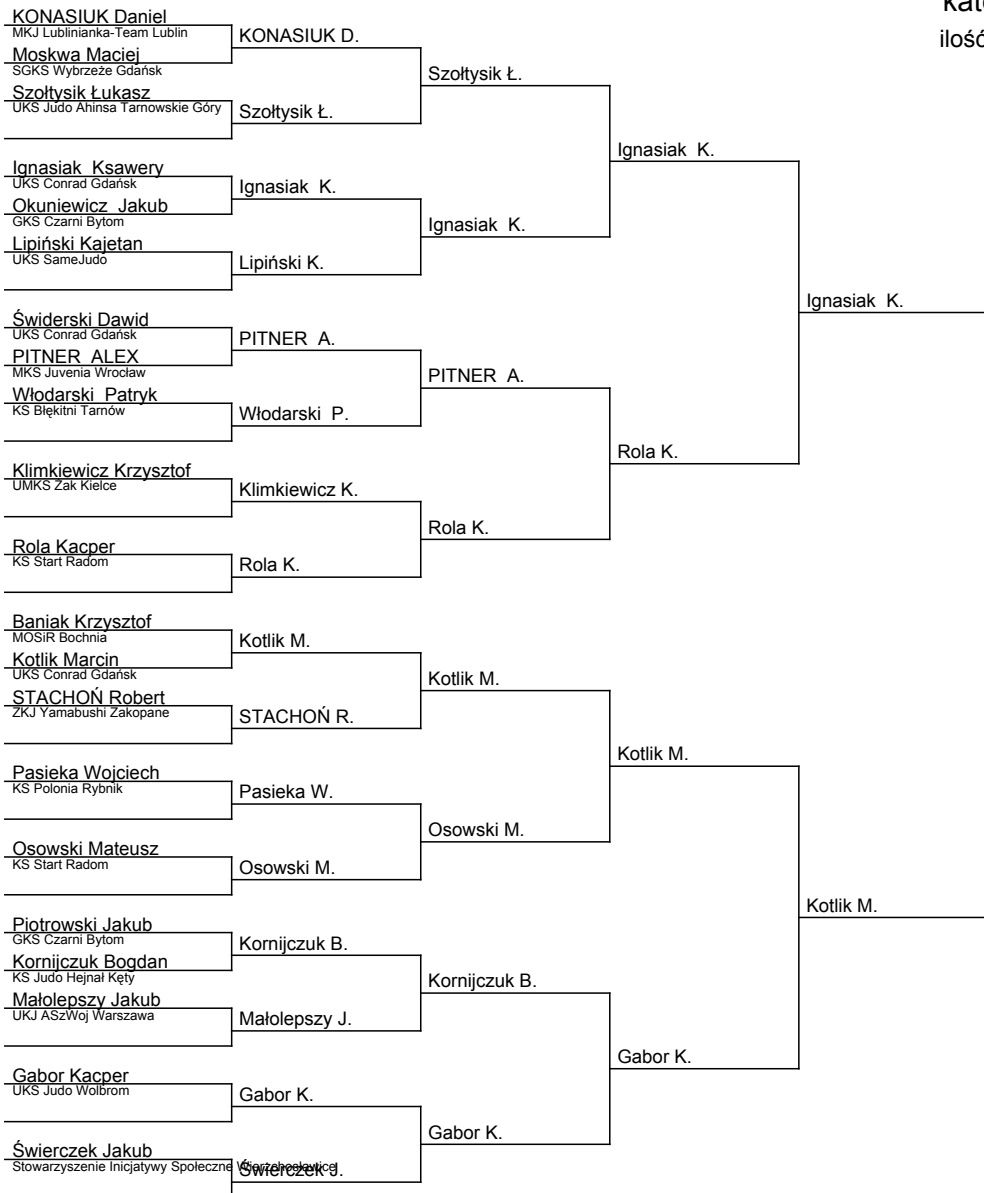 KONASIUK Daniel
MKJ Lublinianka-Team Lublin
Moskwa Maciej
SGKS Wybrzeże Gdańsk
Szołtysik Łukasz
UKS Judo Ahinsa Tarnowskie Góry
Ignasiak Ksawery
UKS Conrad Gdańsk
Okuniewicz Jakub
GKS Czarni Bytom
Lipiński Kajetan
UKS SameJudo
Świderski Dawid
UKS Conrad Gdańsk
PITNER ALEX
MKS Juvenia Wrocław
Włodarski Patryk
KS Błękitni Tarnów
Klimkiewicz Krzysztof
UMKS Żak Kielce
Rola Kacper
KS Start Radom
Baniak Krzysztof
MOSiR Bochnia
Kotlik Marcin
UKS Conrad Gdańsk
STACHOŃ Robert
ZKJ Yamabushi Zakopane
Pasieka Wojciech
KS Polonia Rybnik
Osowski Mateusz
KS Start Radom
Piotrowski Jakub
GKS Czarni Bytom
Kornijczuk Bogdan
KS Judo Hejnał Kęty
Małolepszy Jakub
UKJ ASzWoj Warszawa
Gabor Kacper
UKS Judo Wolbrom
Świerczek Jakub
Stowarzyszenie Inicjatywy Społeczne Wierzchosławice
KONASIUK D.
Szołtysik Ł.
Ignasiak K.
Lipiński K.
PITNER A.
Włodarski P.
Klimkiewicz K.
Rola K.
Kotlik M.
STACHOŃ R.
Pasieka W.
Osowski M.
Kornijczuk B.
Małolepszy J.
Gabor K.
Świerczek J.
Szołtysik Ł.
Ignasiak K.
PITNER A.
Rola K.
Kotlik M.
Osowski M.
Kornijczuk B.
Gabor K.
Ignasiak K.
Rola K.
Kotlik M.
Gabor K.
Ignasiak K.
Kotlik M.
kate
ilość